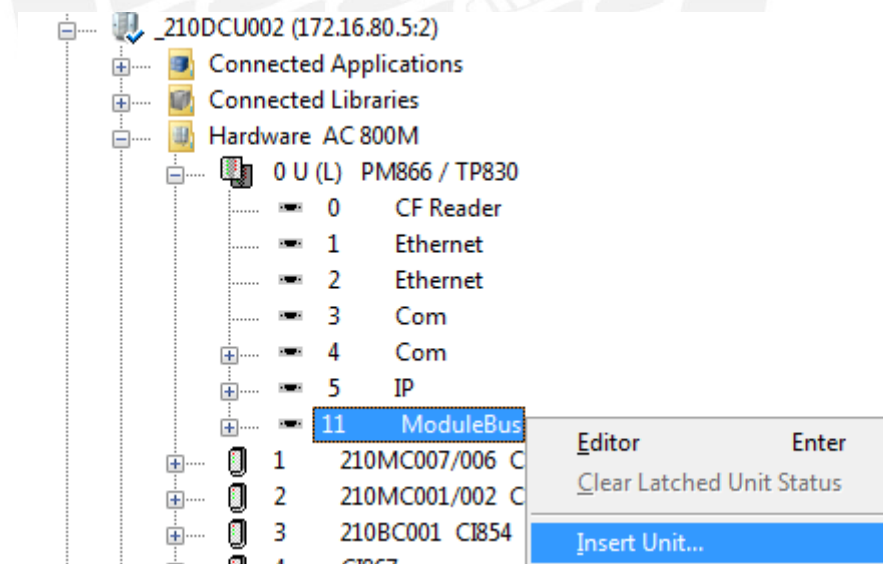 _210DCU002 (172.16.80.5:2)
Connected Applications
Connected Libraries
Hardware AC 800M
0 U (L) PM866 / TP830
0 CF Reader
1 Ethernet
2 Ethernet
3 Com
4 Com
5 IP
11 ModuleBus
Editor Enter
1 210MC007/006 C
Clear Latched Unit Status
2 210MC001/002 C
3 210BC001 CI854
Insert Unit...